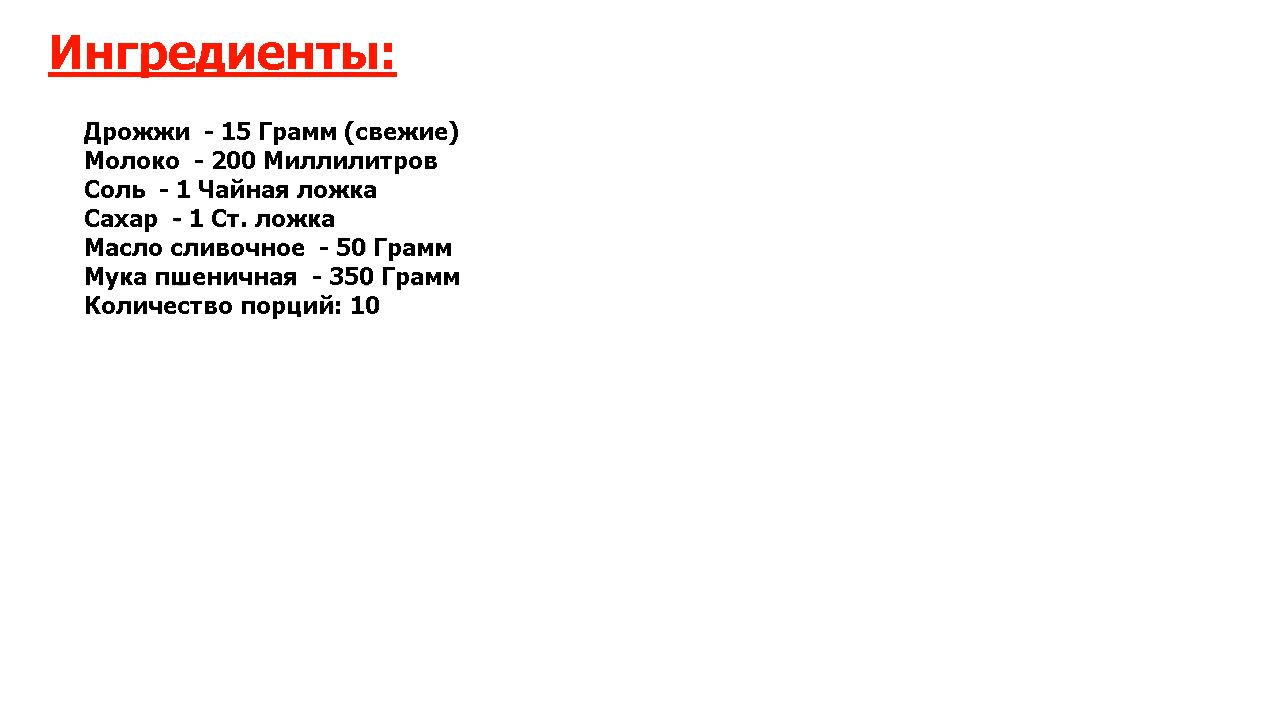 Ингредиенты:
Дрожжи - 15 Грамм (свежие)
Молоко - 200 Миллилитров
Соль - 1 Чайная ложка
Сахар - 1 Ст. ложка
Масло сливочное - 50 Грамм
Мука пшеничная - 350 Грамм
Количество порций: 10